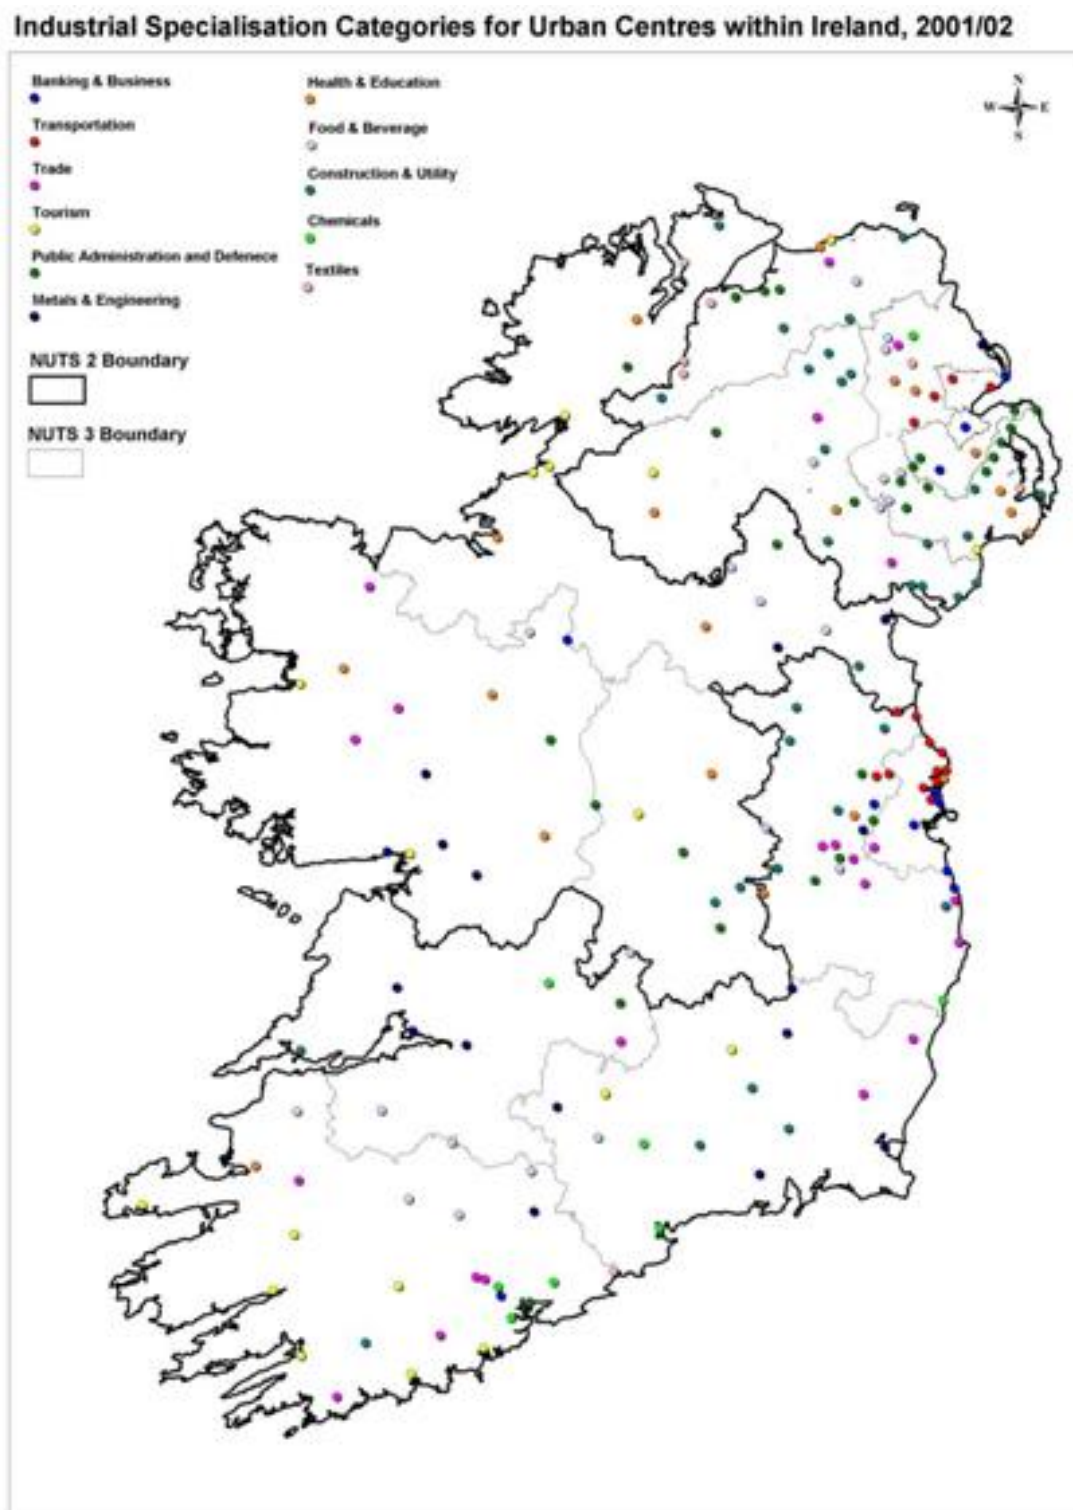 Industrial Specialisation Categories for Urban Centres within Ireland, 2001/02
Banking & Business
Transportation
Trade
Tourism
Public Administration and Defenece
Metals & Engineering
Health & Education
Food & Beverage
Construction & Utility
Chemicals
Textiles
NUTS 2 Boundary
NUTS 3 Boundary
N
W E
S